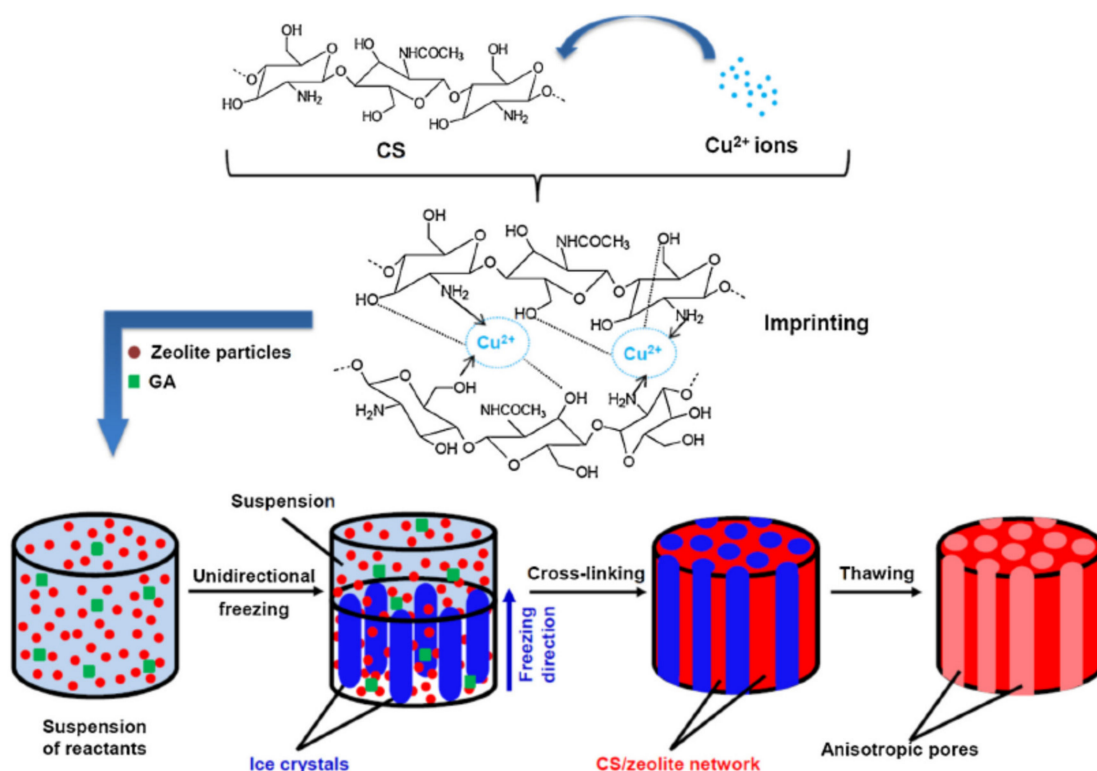 OH
HO
NHCOCH₃
OH
O
O
O
O
O
O
O
HO
NH₂
HO
HO
NH₂
CS
Cu²⁺ ions
OH
HO
NHCOCH₃
OH
O
O
O
O
O
O
O
HO
NH₂
HO
HO
NH₂
Imprinting
Cu²⁺
Cu²⁺
Zeolite particles
GA
O
OH
NHCOCH₃
OH
H₂N
O
H₂N
OH
O
O
O
O
O
OH
OH
OH
Suspension
Unidirectional
freezing
Freezing
direction
Cross-linking
Thawing
Suspension
of reactants
Ice crystals
CS/zeolite network
Anisotropic pores